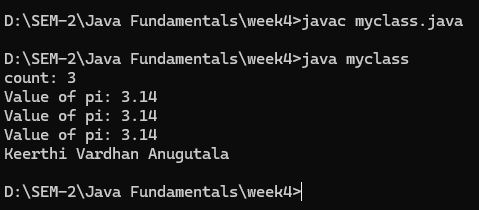 D:\SEM-2\Java Fundamentals\week4>javac myclass.java
D:\SEM-2\Java Fundamentals\week4>java myclass
count: 3
Value of pi: 3.14
Value of pi: 3.14
Value of pi: 3.14
Keerthi Vardhan Anugutala
D:\SEM-2\Java Fundamentals\week4>